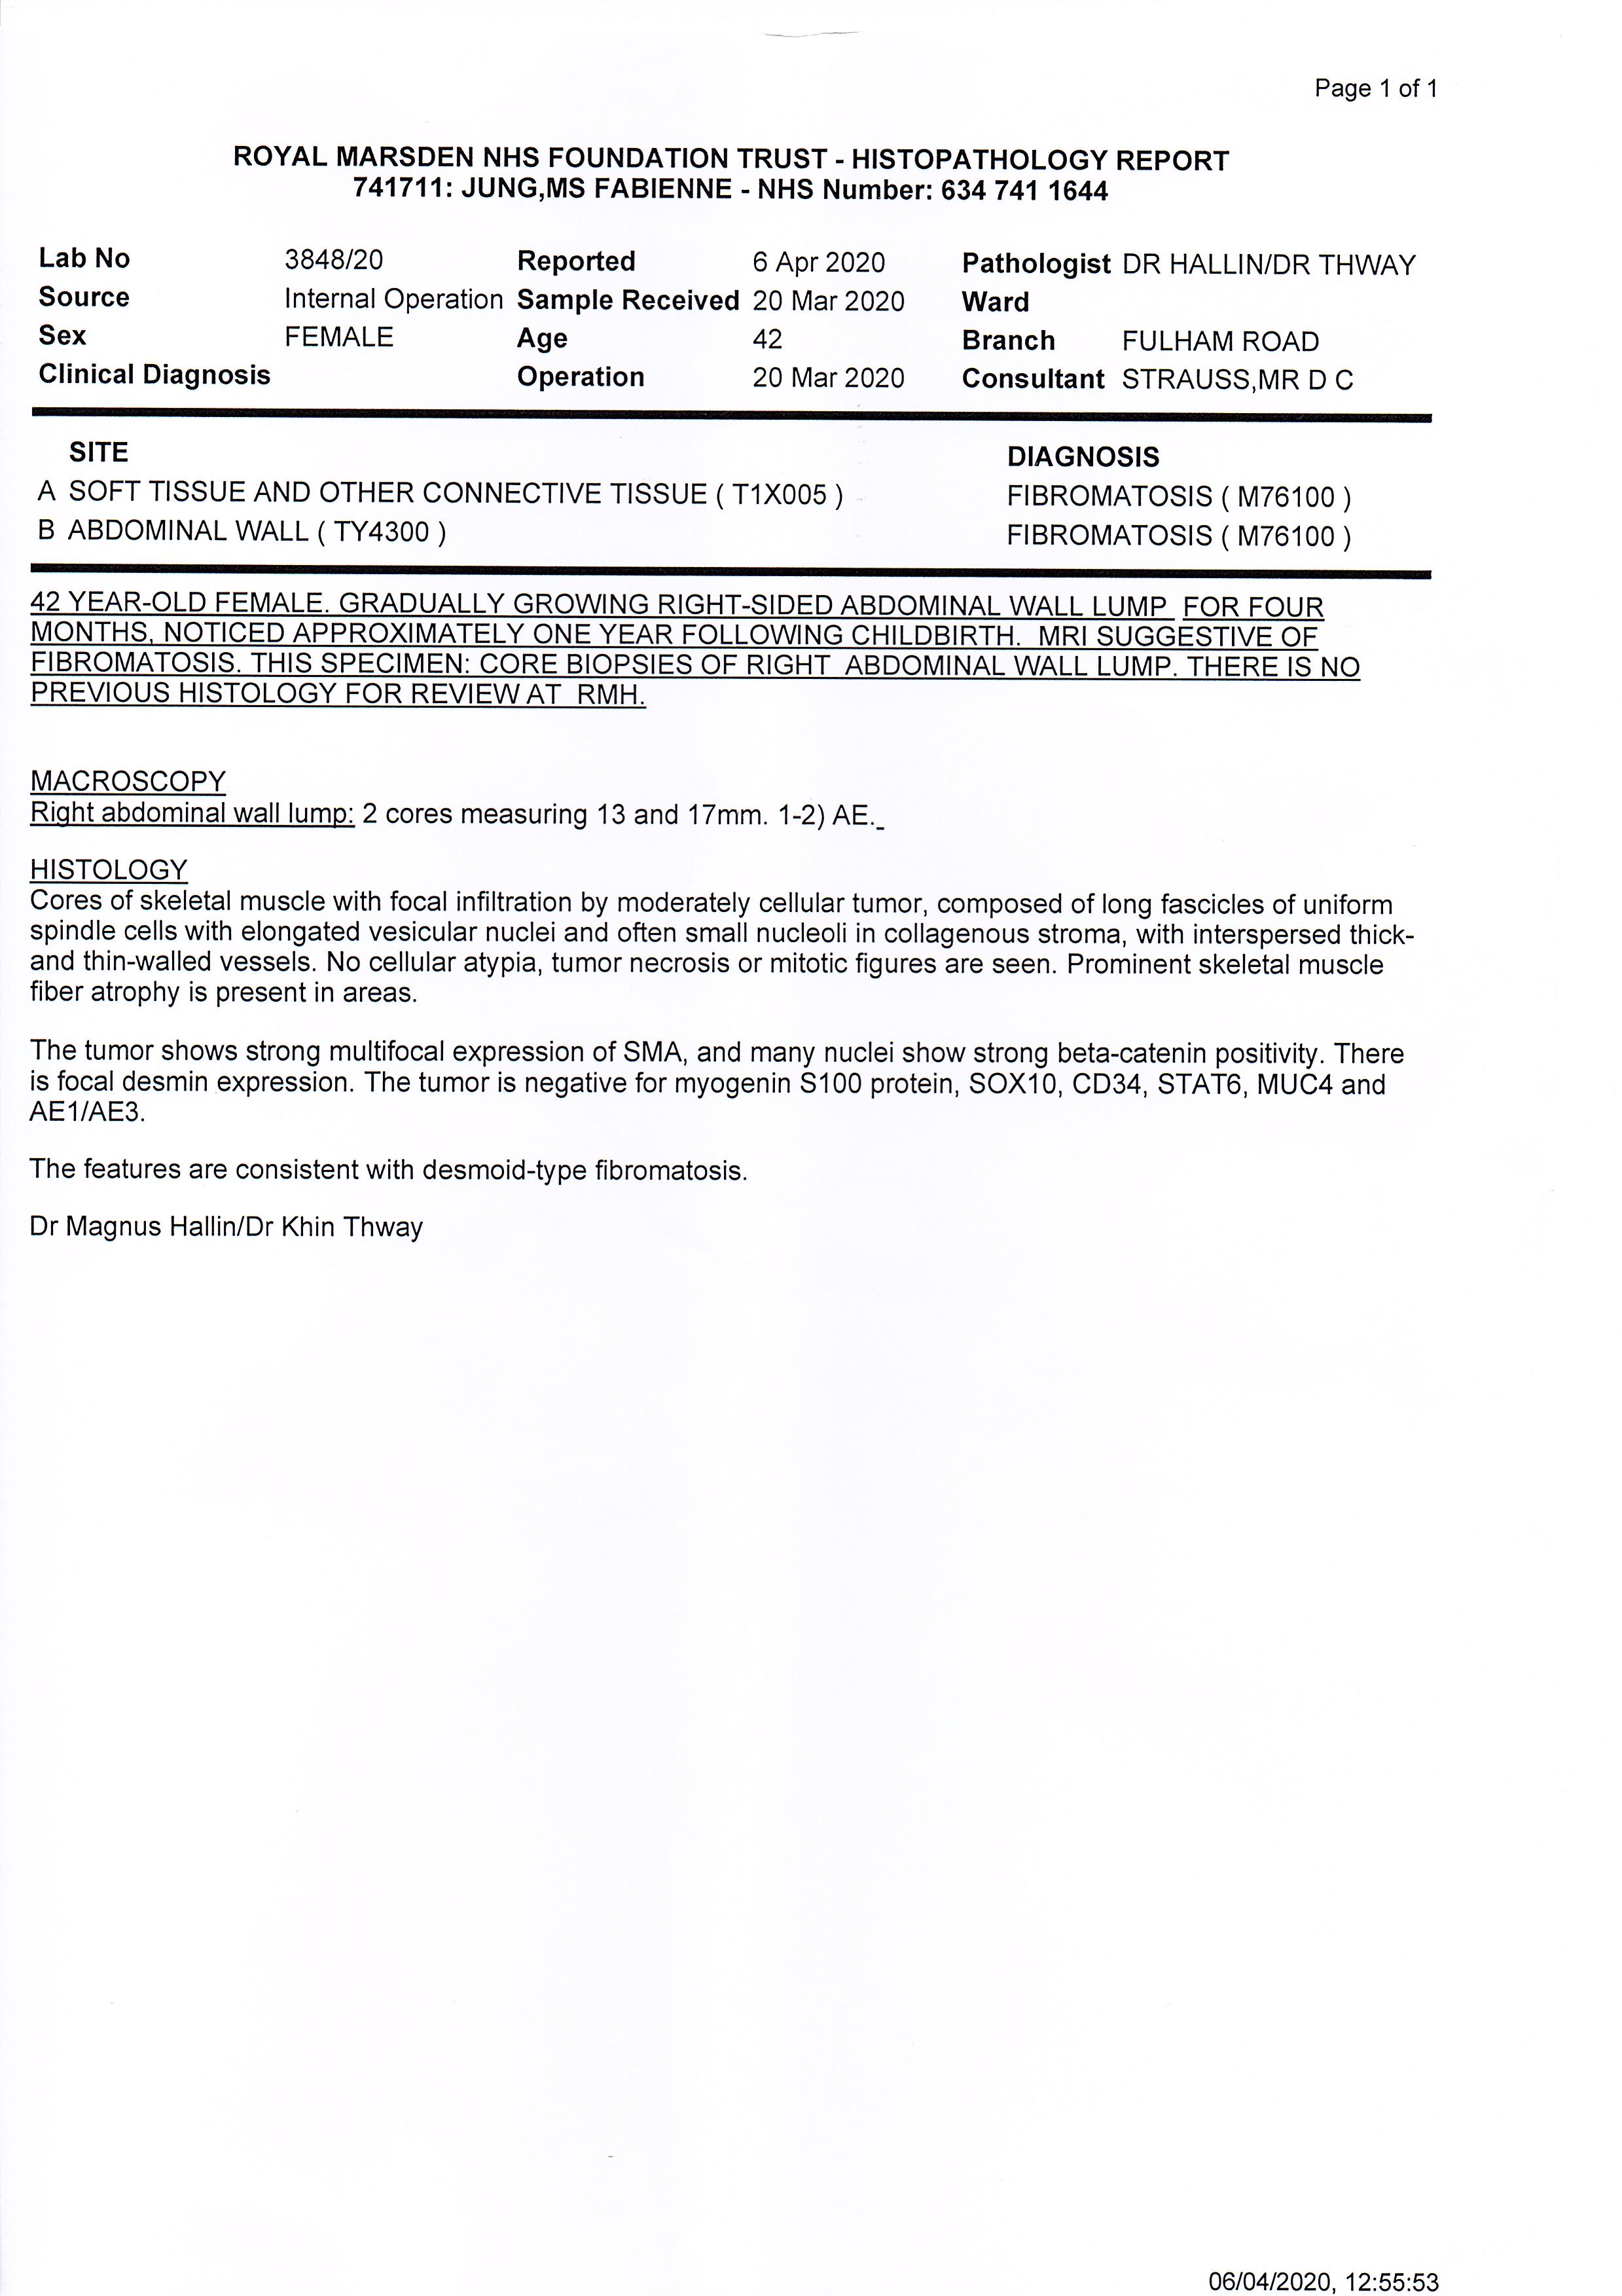 Page 1 of 1
ROYAL MARSDEN NHS FOUNDATION TRUST - HISTOPATHOLOGY REPORT
741711: JUNG,MS FABIENNE - NHS Number: 634 741 1644
Lab No 3848/20 Reported 6 Apr 2020 Pathologist DR HALLIN/DR THWAY
Source Internal Operation Sample Received 20 Mar 2020 Ward
Sex FEMALE Age 42 Branch FULHAM ROAD
Clinical Diagnosis Operation 20 Mar 2020 Consultant STRAUSS,MR D C
SITE DIAGNOSIS
A SOFT TISSUE AND OTHER CONNECTIVE TISSUE ( T1X005 ) FIBROMATOSIS ( M76100 )
B ABDOMINAL WALL ( TY4300 ) FIBROMATOSIS ( M76100 )
42 YEAR-OLD FEMALE. GRADUALLY GROWING RIGHT-SIDED ABDOMINAL WALL LUMP FOR FOUR
MONTHS, NOTICED APPROXIMATELY ONE YEAR FOLLOWING CHILDBIRTH. MRI SUGGESTIVE OF
FIBROMATOSIS. THIS SPECIMEN: CORE BIOPSIES OF RIGHT ABDOMINAL WALL LUMP. THERE IS NO
PREVIOUS HISTOLOGY FOR REVIEW AT RMH.
MACROSCOPY
Right abdominal wall lump: 2 cores measuring 13 and 17mm. 1-2) AE.
HISTOLOGY
Cores of skeletal muscle with focal infiltration by moderately cellular tumor, composed of long fascicles of uniform
spindle cells with elongated vesicular nuclei and often small nucleoli in collagenous stroma, with interspersed thick-
and thin-walled vessels. No cellular atypia, tumor necrosis or mitotic figures are seen. Prominent skeletal muscle
fiber atrophy is present in areas.
The tumor shows strong multifocal expression of SMA, and many nuclei show strong beta-catenin positivity. There
is focal desmin expression. The tumor is negative for myogenin S100 protein, SOX10, CD34, STAT6, MUC4 and
AE1/AE3.
The features are consistent with desmoid-type fibromatosis.
Dr Magnus Hallin/Dr Khin Thway
06/04/2020, 12:55:53